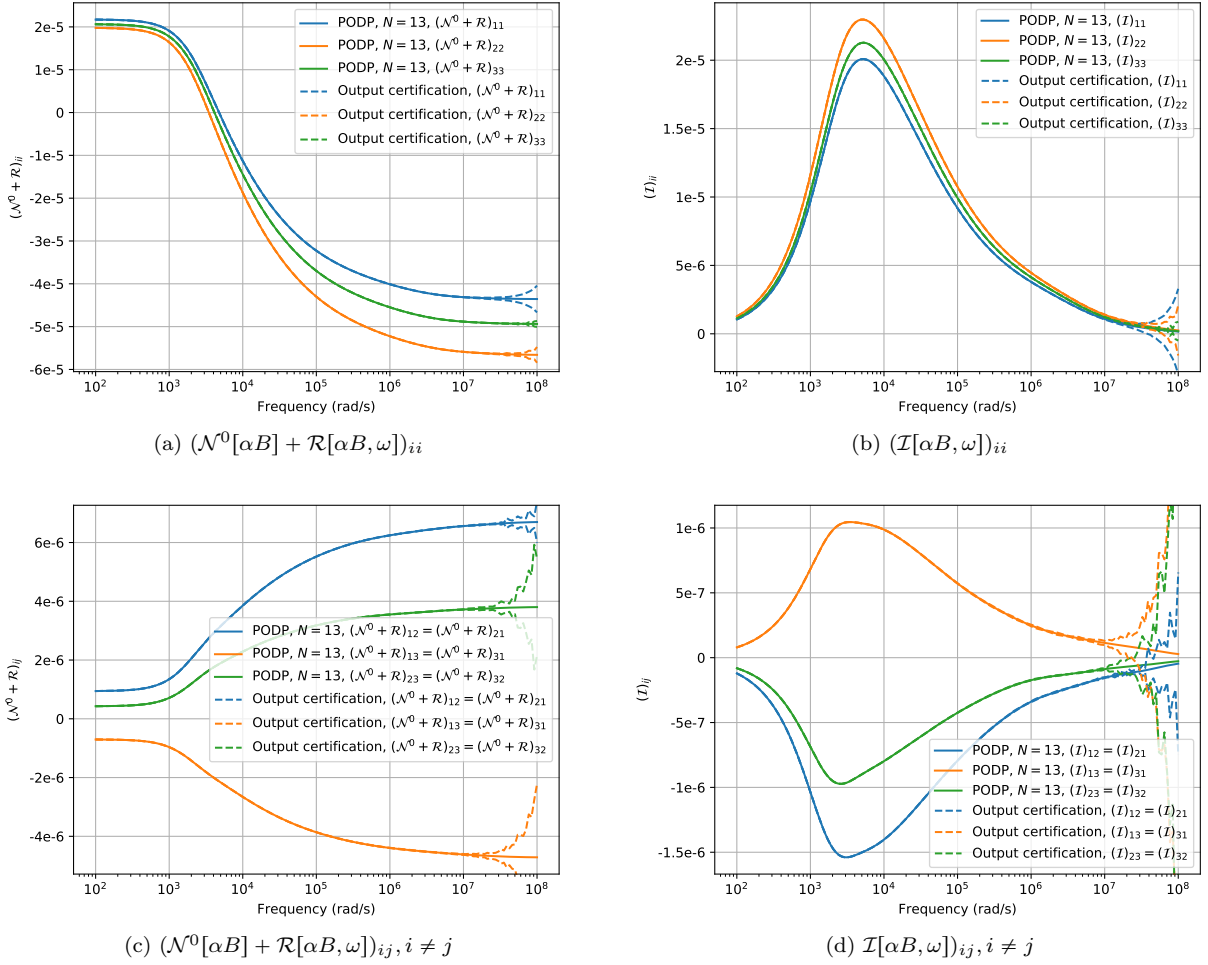 2e-5
1e-5
0
-1e-5
-2e-5
-3e-5
-4e-5
-5e-5
-6e-5
(𝒩⁰ + ℛ)ᵢᵢ
PODP, N = 13, (𝒩⁰ + ℛ)₁₁
PODP, N = 13, (𝒩⁰ + ℛ)₂₂
PODP, N = 13, (𝒩⁰ + ℛ)₃₃
Output certification, (𝒩⁰ + ℛ)₁₁
Output certification, (𝒩⁰ + ℛ)₂₂
Output certification, (𝒩⁰ + ℛ)₃₃
10² 10³ 10⁴ 10⁵ 10⁶ 10⁷ 10⁸
Frequency (rad/s)
(a) (𝒩⁰[αB] + ℛ[αB, ω])ᵢᵢ
2e-5
1.5e-5
1e-5
5e-6
0
(ℐ)ᵢᵢ
PODP, N = 13, (ℐ)₁₁
PODP, N = 13, (ℐ)₂₂
PODP, N = 13, (ℐ)₃₃
Output certification, (ℐ)₁₁
Output certification, (ℐ)₂₂
Output certification, (ℐ)₃₃
10² 10³ 10⁴ 10⁵ 10⁶ 10⁷ 10⁸
Frequency (rad/s)
(b) (ℐ[αB, ω])ᵢᵢ
6e-6
4e-6
2e-6
0
-2e-6
-4e-6
(𝒩⁰ + ℛ)ᵢⱼ
PODP, N = 13, (𝒩⁰ + ℛ)₁₂ = (𝒩⁰ + ℛ)₂₁
PODP, N = 13, (𝒩⁰ + ℛ)₁₃ = (𝒩⁰ + ℛ)₃₁
PODP, N = 13, (𝒩⁰ + ℛ)₂₃ = (𝒩⁰ + ℛ)₃₂
Output certification, (𝒩⁰ + ℛ)₁₂ = (𝒩⁰ + ℛ)₂₁
Output certification, (𝒩⁰ + ℛ)₁₃ = (𝒩⁰ + ℛ)₃₁
Output certification, (𝒩⁰ + ℛ)₂₃ = (𝒩⁰ + ℛ)₃₂
10² 10³ 10⁴ 10⁵ 10⁶ 10⁷ 10⁸
Frequency (rad/s)
(c) (𝒩⁰[αB] + ℛ[αB, ω])ᵢⱼ, i ≠ j
1e-6
5e-7
0
-5e-7
-1e-6
-1.5e-6
(ℐ)ᵢⱼ
PODP, N = 13, (ℐ)₁₂ = (ℐ)₂₁
PODP, N = 13, (ℐ)₁₃ = (ℐ)₃₁
PODP, N = 13, (ℐ)₂₃ = (ℐ)₃₂
Output certification, (ℐ)₁₂ = (ℐ)₂₁
Output certification, (ℐ)₁₃ = (ℐ)₃₁
Output certification, (ℐ)₂₃ = (ℐ)₃₂
10² 10³ 10⁴ 10⁵ 10⁶ 10⁷ 10⁸
Frequency (rad/s)
(d) ℐ[αB, ω])ᵢⱼ, i ≠ j